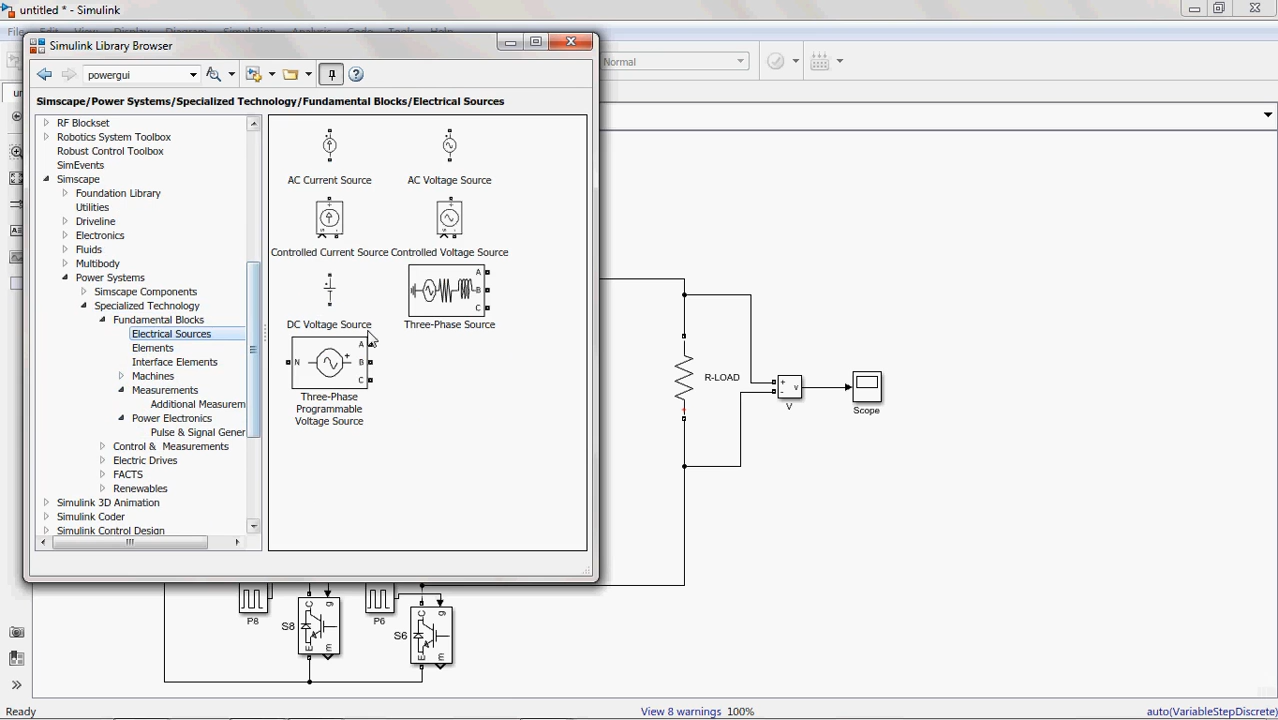 untitled * - Simulink
Simulink Library Browser
Normal
powergui
Simscape/Power Systems/Specialized Technology/Fundamental Blocks/Electrical Sources
RF Blockset
Robotics System Toolbox
Robust Control Toolbox
SimEvents
Simscape
Foundation Library
Utilities
Driveline
Electronics
Fluids
Multibody
Power Systems
Simscape Components
Specialized Technology
Fundamental Blocks
Electrical Sources
Elements
Interface Elements
Machines
Measurements
Additional Measurem
Power Electronics
Pulse & Signal Gener
Control & Measurements
Electric Drives
FACTS
Renewables
Simulink 3D Animation
Simulink Coder
Simulink Control Design
AC Current Source
AC Voltage Source
Controlled Current Source
Controlled Voltage Source
DC Voltage Source
A
B
C
Three-Phase Source
N
A
B
C
Three-Phase
Programmable
Voltage Source
R-LOAD
+
-
v
V
Scope
P8
S8
C
g
E
m
P6
S6
C
g
E
m
Ready
View 8 warnings
100%
auto(VariableStepDiscrete)